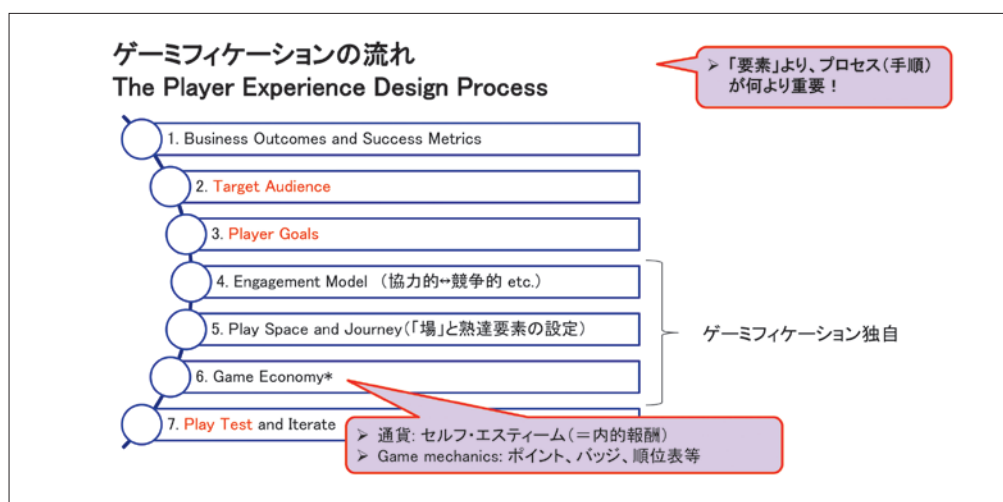 ゲーミフィケーションの流れ
The Player Experience Design Process
➢ 「要素」より、プロセス(手順)
が何より重要!
1. Business Outcomes and Success Metrics
2. Target Audience
3. Player Goals
4. Engagement Model (協力的↔競争的 etc.)
5. Play Space and Journey(「場」と熟達要素の設定)
ゲーミフィケーション独自
6. Game Economy*
7. Play Test and Iterate
➢ 通貨: セルフ・エスティーム(=内的報酬)
➢ Game mechanics: ポイント、バッジ、順位表等